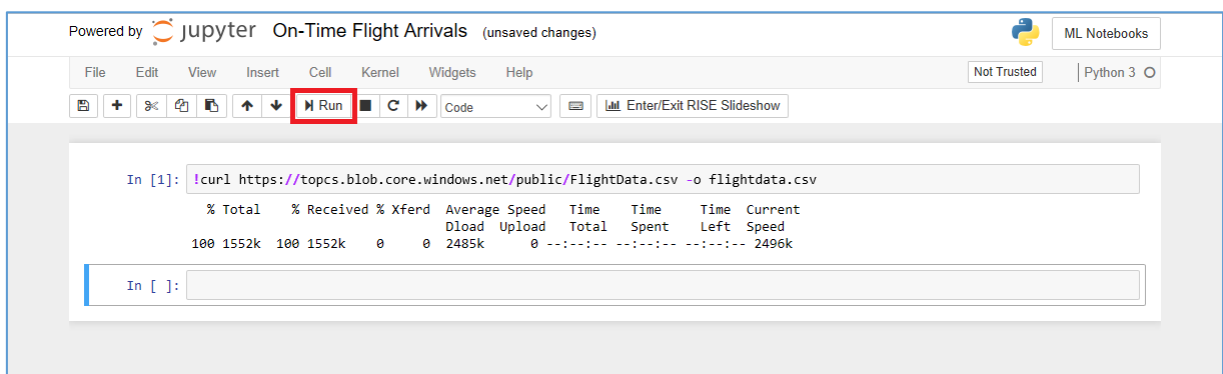 Powered by jupyter On-Time Flight Arrivals (unsaved changes) ML Notebooks
File Edit View Insert Cell Kernel Widgets Help Not Trusted Python 3
Run Code Enter/Exit RISE Slideshow
In [1]: !curl https://topcs.blob.core.windows.net/public/FlightData.csv -o flightdata.csv
% Total % Received % Xferd Average Speed Time Time Time Current
Dload Upload Total Spent Left Speed
100 1552k 100 1552k 0 0 2485k 0 --:--:-- --:--:-- --:--:-- 2496k
In [ ]: